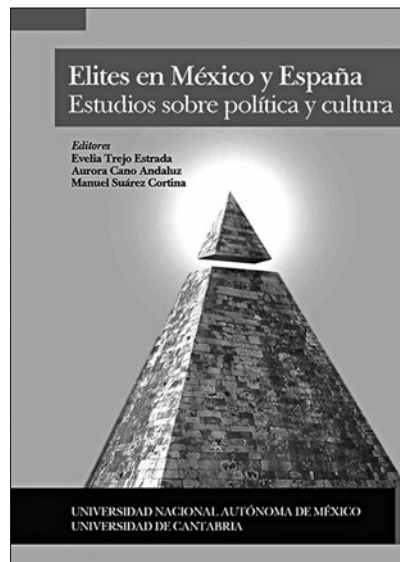 Elites en México y España
Estudios sobre política y cultura
Editores
Evelia Trejo Estrada
Aurora Cano Andaluz
Manuel Suárez Cortina
UNIVERSIDAD NACIONAL AUTÓNOMA DE MÉXICO
UNIVERSIDAD DE CANTABRIA